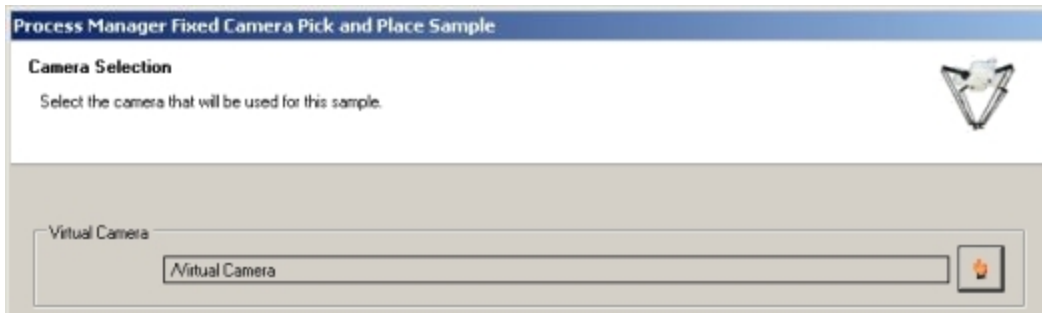 Process Manager Fixed Camera Pick and Place Sample
Camera Selection
Select the camera that will be used for this sample.
Virtual Camera
/Virtual Camera